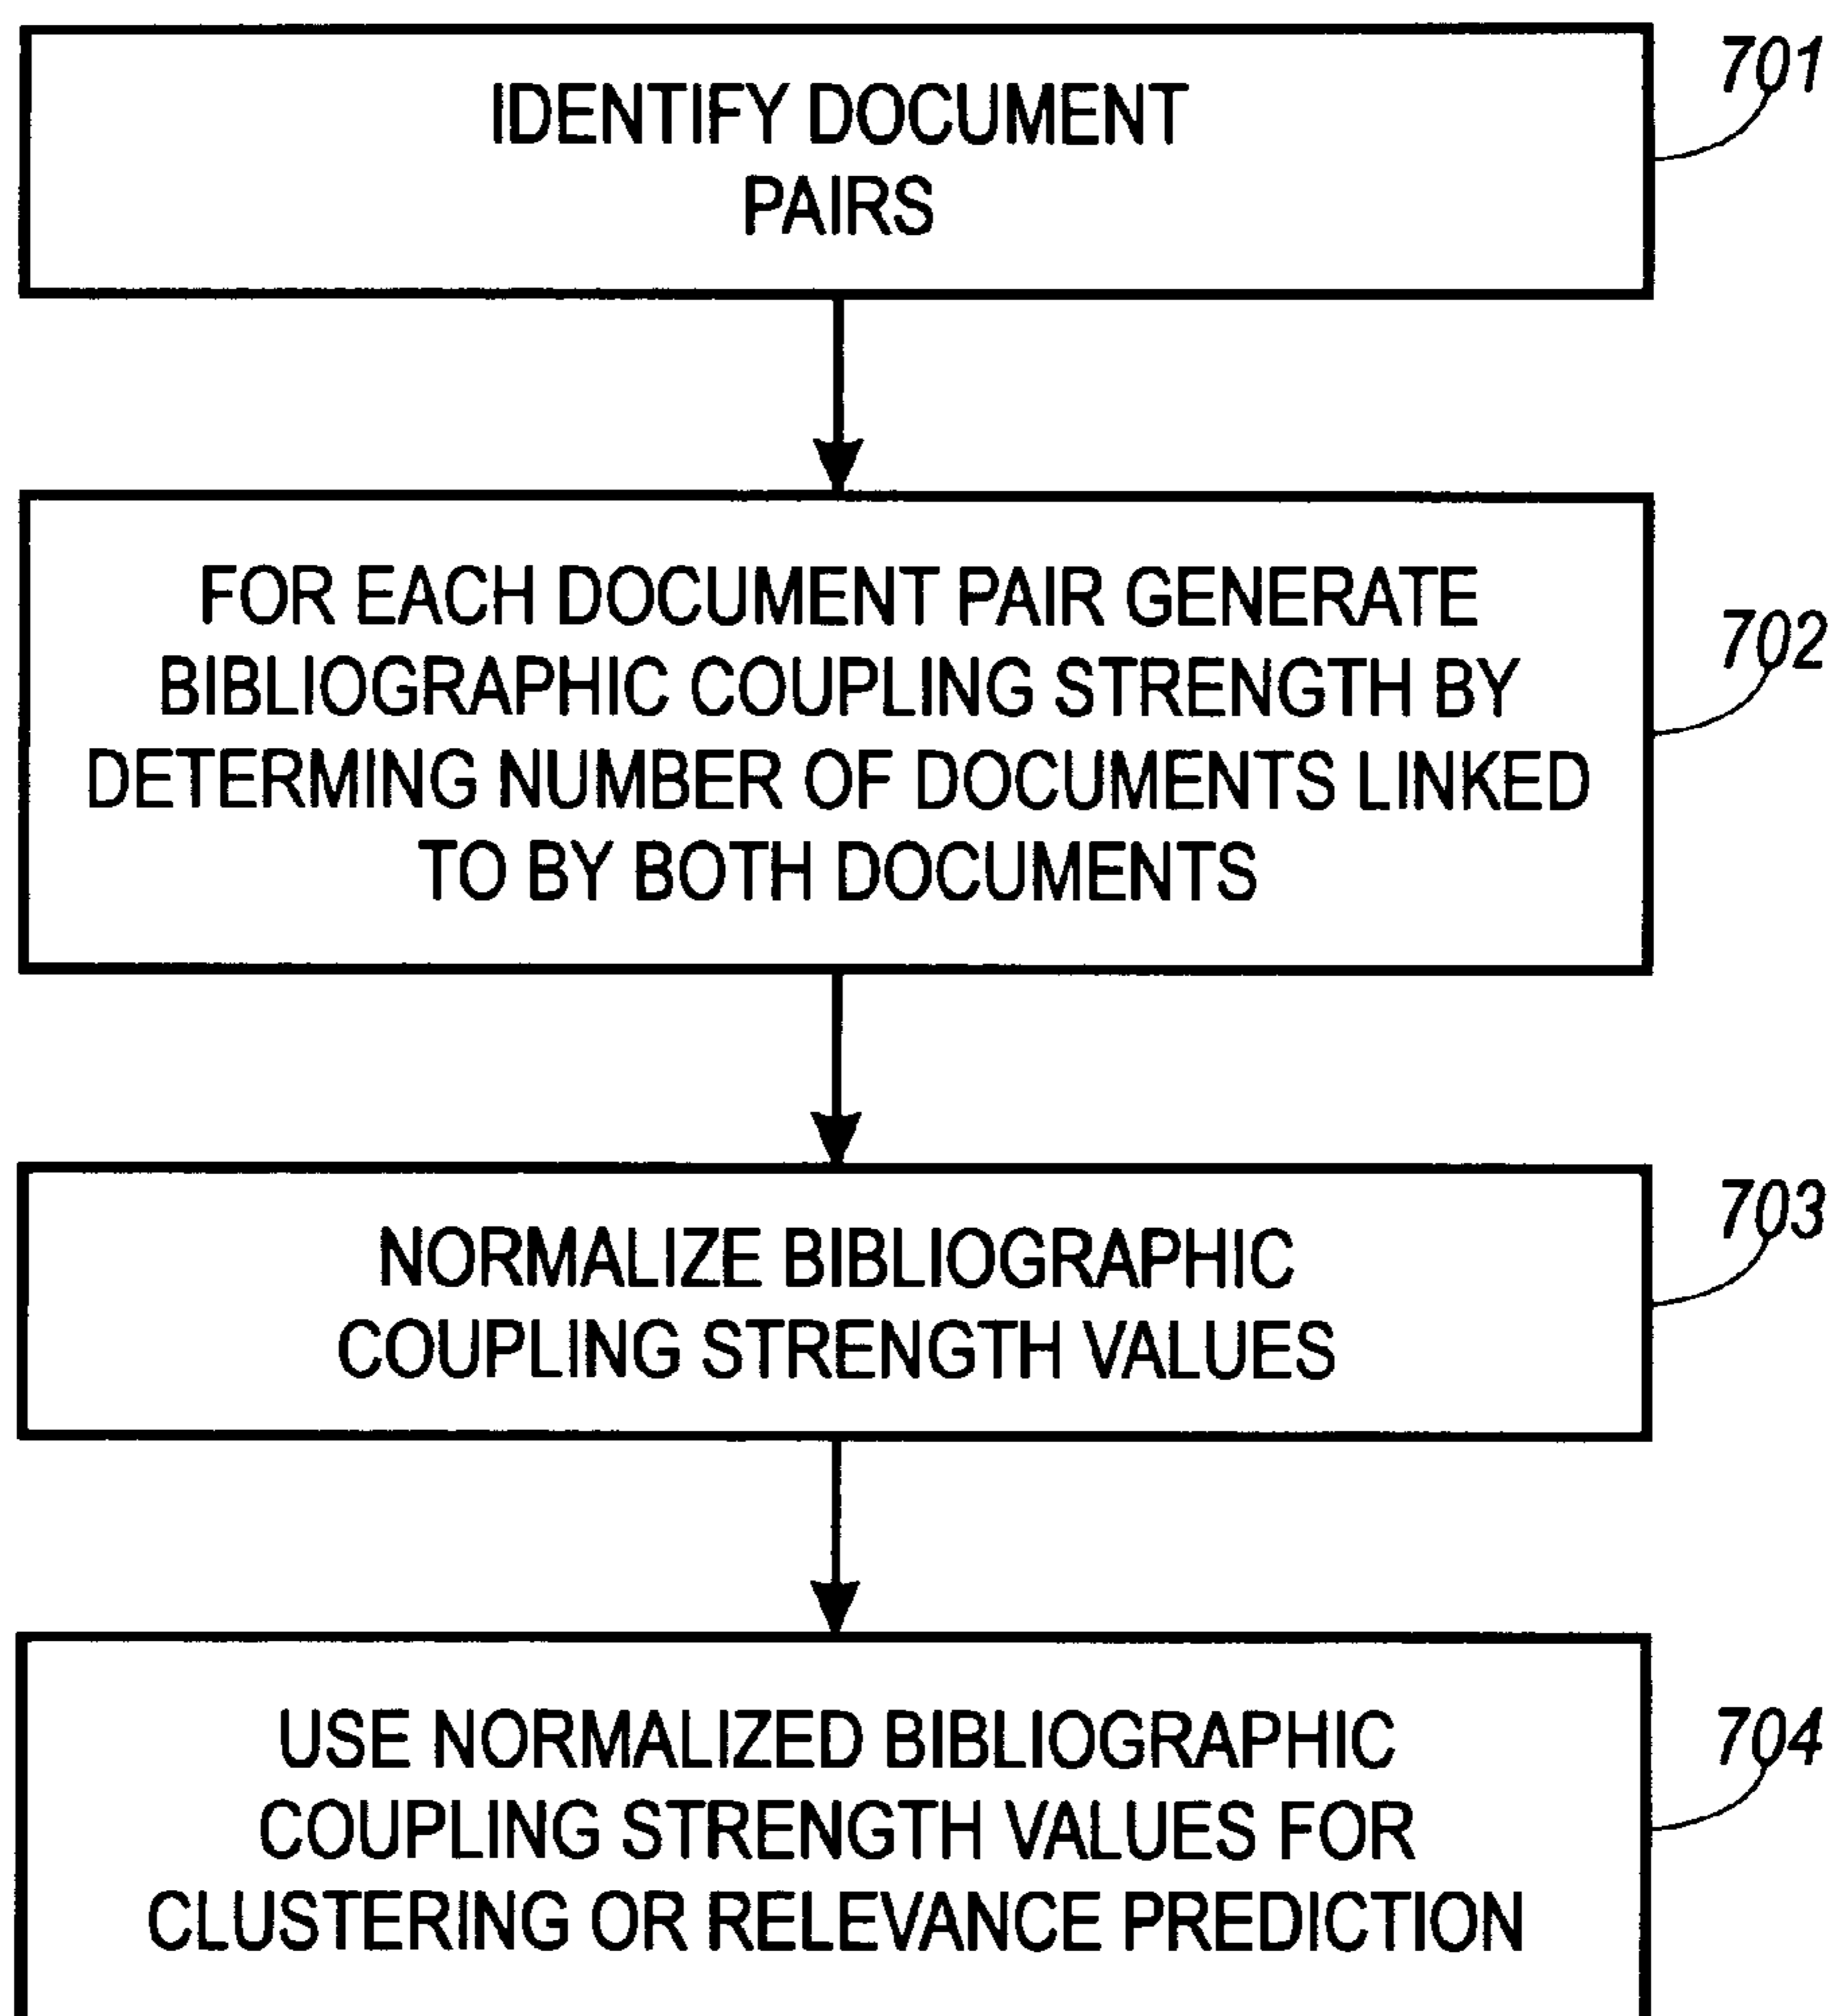 IDENTIFY DOCUMENT
PAIRS
701
FOR EACH DOCUMENT PAIR GENERATE
BIBLIOGRAPHIC COUPLING STRENGTH BY
DETERMING NUMBER OF DOCUMENTS LINKED
TO BY BOTH DOCUMENTS
702
NORMALIZE BIBLIOGRAPHIC
COUPLING STRENGTH VALUES
703
USE NORMALIZED BIBLIOGRAPHIC
COUPLING STRENGTH VALUES FOR
CLUSTERING OR RELEVANCE PREDICTION
704